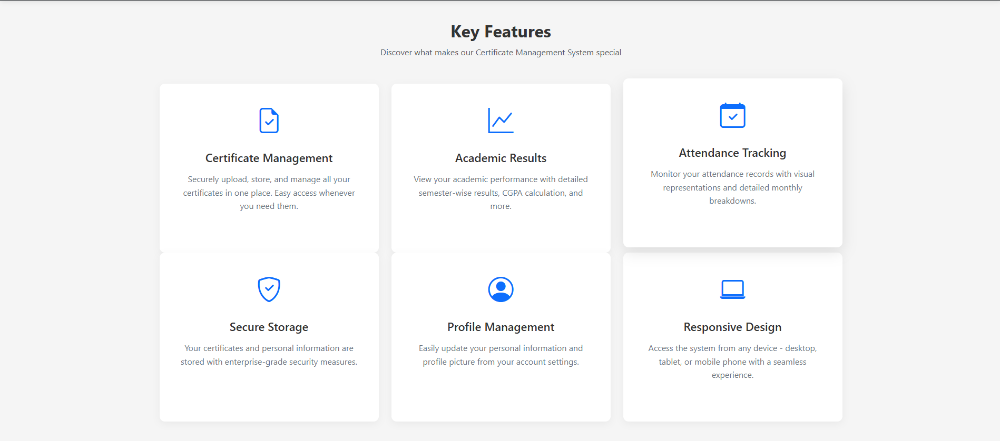 Key Features
Discover what makes our Certificate Management System special
Certificate Management
Securely upload, store, and manage all your
certificates in one place. Easy access whenever
you need them.
Academic Results
View your academic performance with detailed
semester-wise results, CGPA calculation, and
more.
Attendance Tracking
Monitor your attendance records with visual
representations and detailed monthly
breakdowns.
Secure Storage
Your certificates and personal information are
stored with enterprise-grade security measures.
Profile Management
Easily update your personal information and
profile picture from your account settings.
Responsive Design
Access the system from any device - desktop,
tablet, or mobile phone with a seamless
experience.